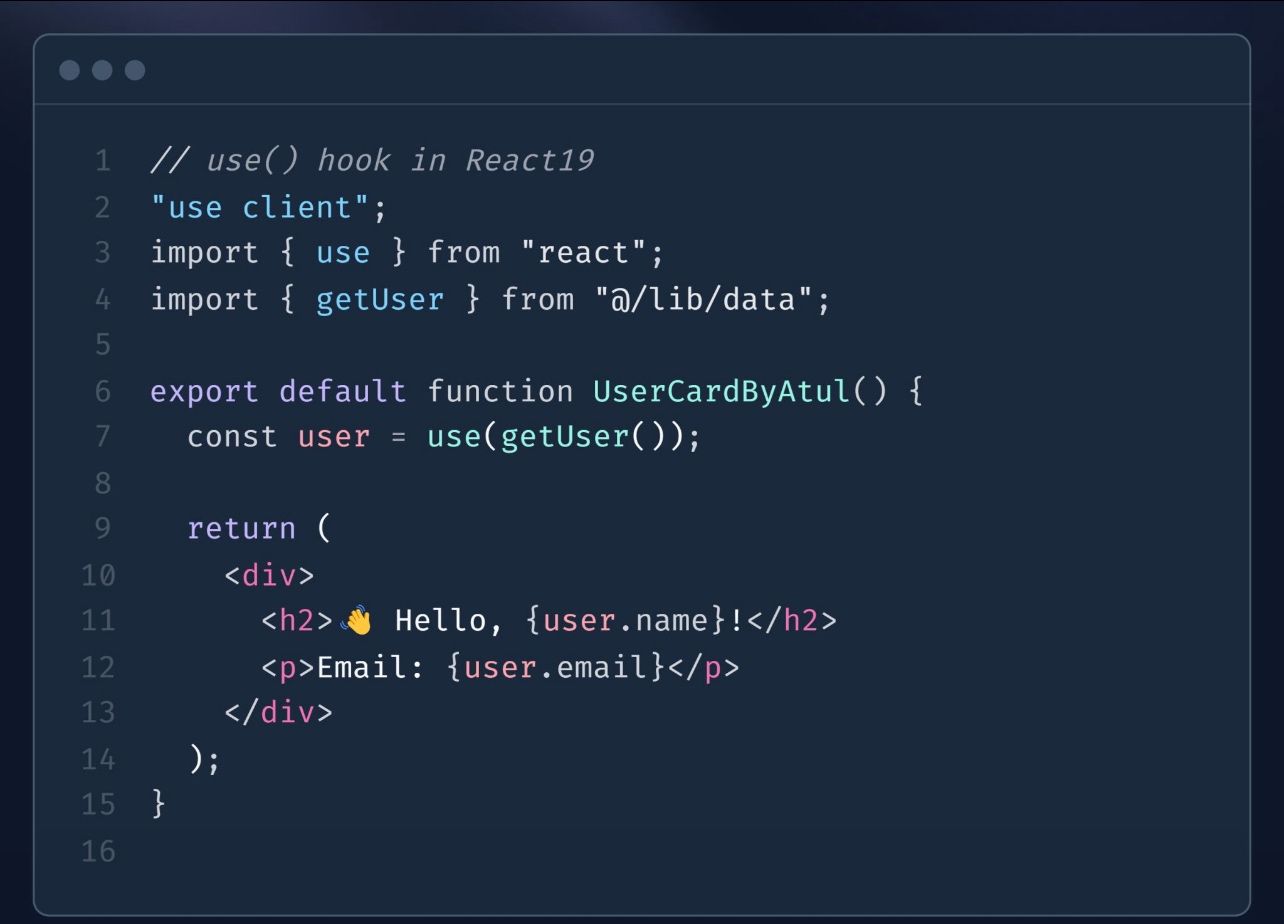 1 // use() hook in React19
2 "use client";
3 import { use } from "react";
4 import { getUser } from "@/lib/data";
5
6 export default function UserCardByAtul() {
7   const user = use(getUser());
8
9   return (
10     <div>
11       <h2>👋 Hello, {user.name}!</h2>
12       <p>Email: {user.email}</p>
13     </div>
14   );
15 }
16